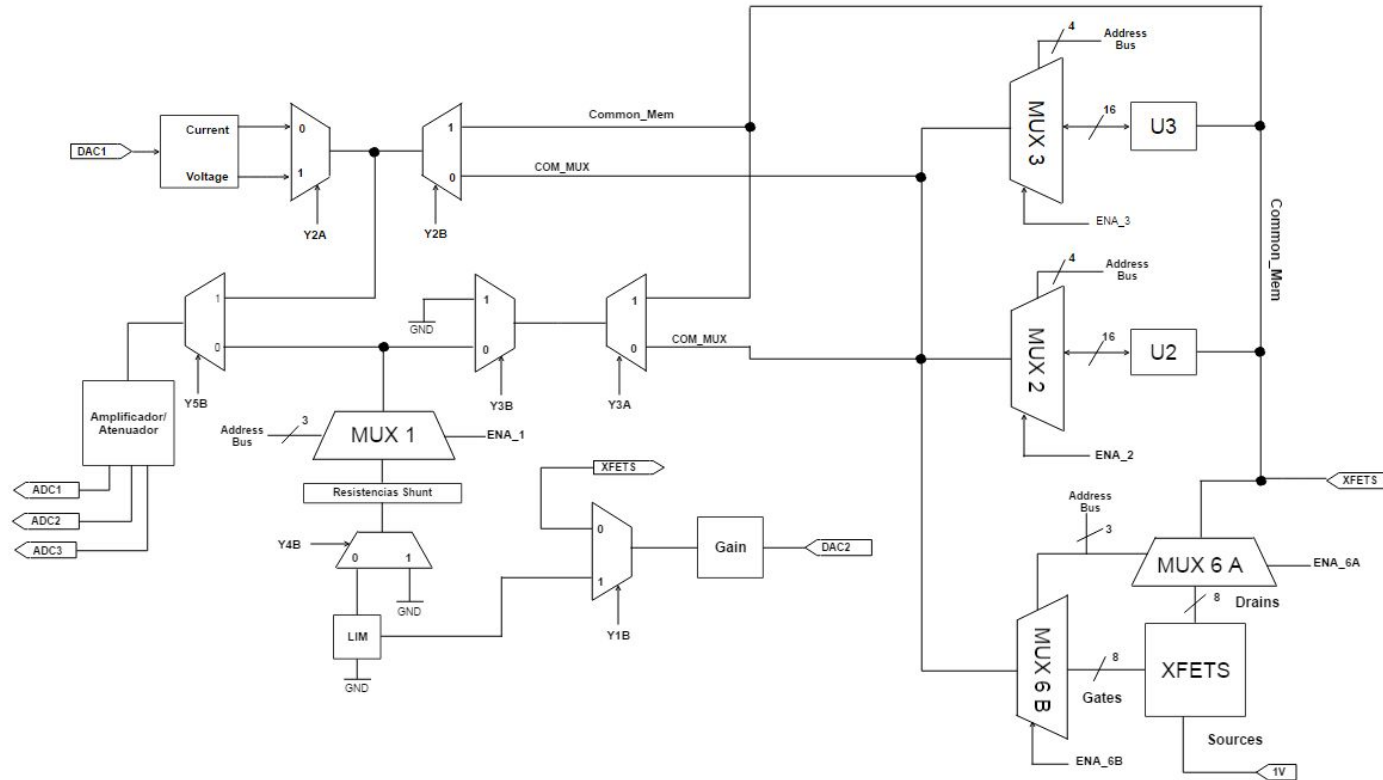 4
Address
Bus
MUX 3
16
U3
ENA_3
Common_Mem
1
0
COM_MUX
Y2B
Current
0
DAC1
Voltage
1
Y2A
Common_Mem
4
Address
Bus
MUX 2
16
U2
ENA_2
1
0
Y5B
GND
1
0
Y3B
1
0
COM_MUX
Y3A
Amplificador/
Atenuador
ADC1
ADC2
ADC3
Address
Bus
3
MUX 1
ENA_1
Resistencias Shunt
Y4B
0
1
GND
LIM
GND
XFETS
0
1
Y1B
Gain
DAC2
XFETS
Address
Bus
3
MUX 6 A
ENA_6A
8
Drains
MUX 6 B
8
Gates
XFETS
ENA_6B
Sources
1V